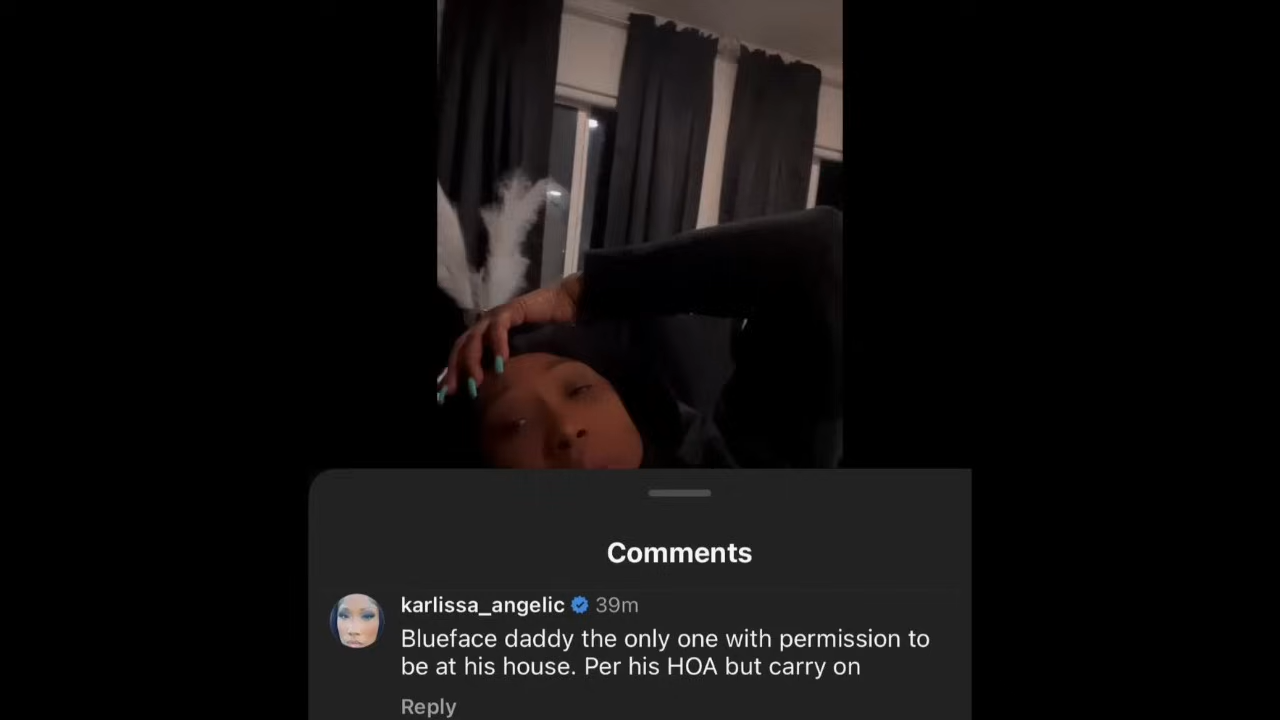 Comments
karlissa_angelic 39m
Blueface daddy the only one with permission to
be at his house. Per his HOA but carry on
Reply